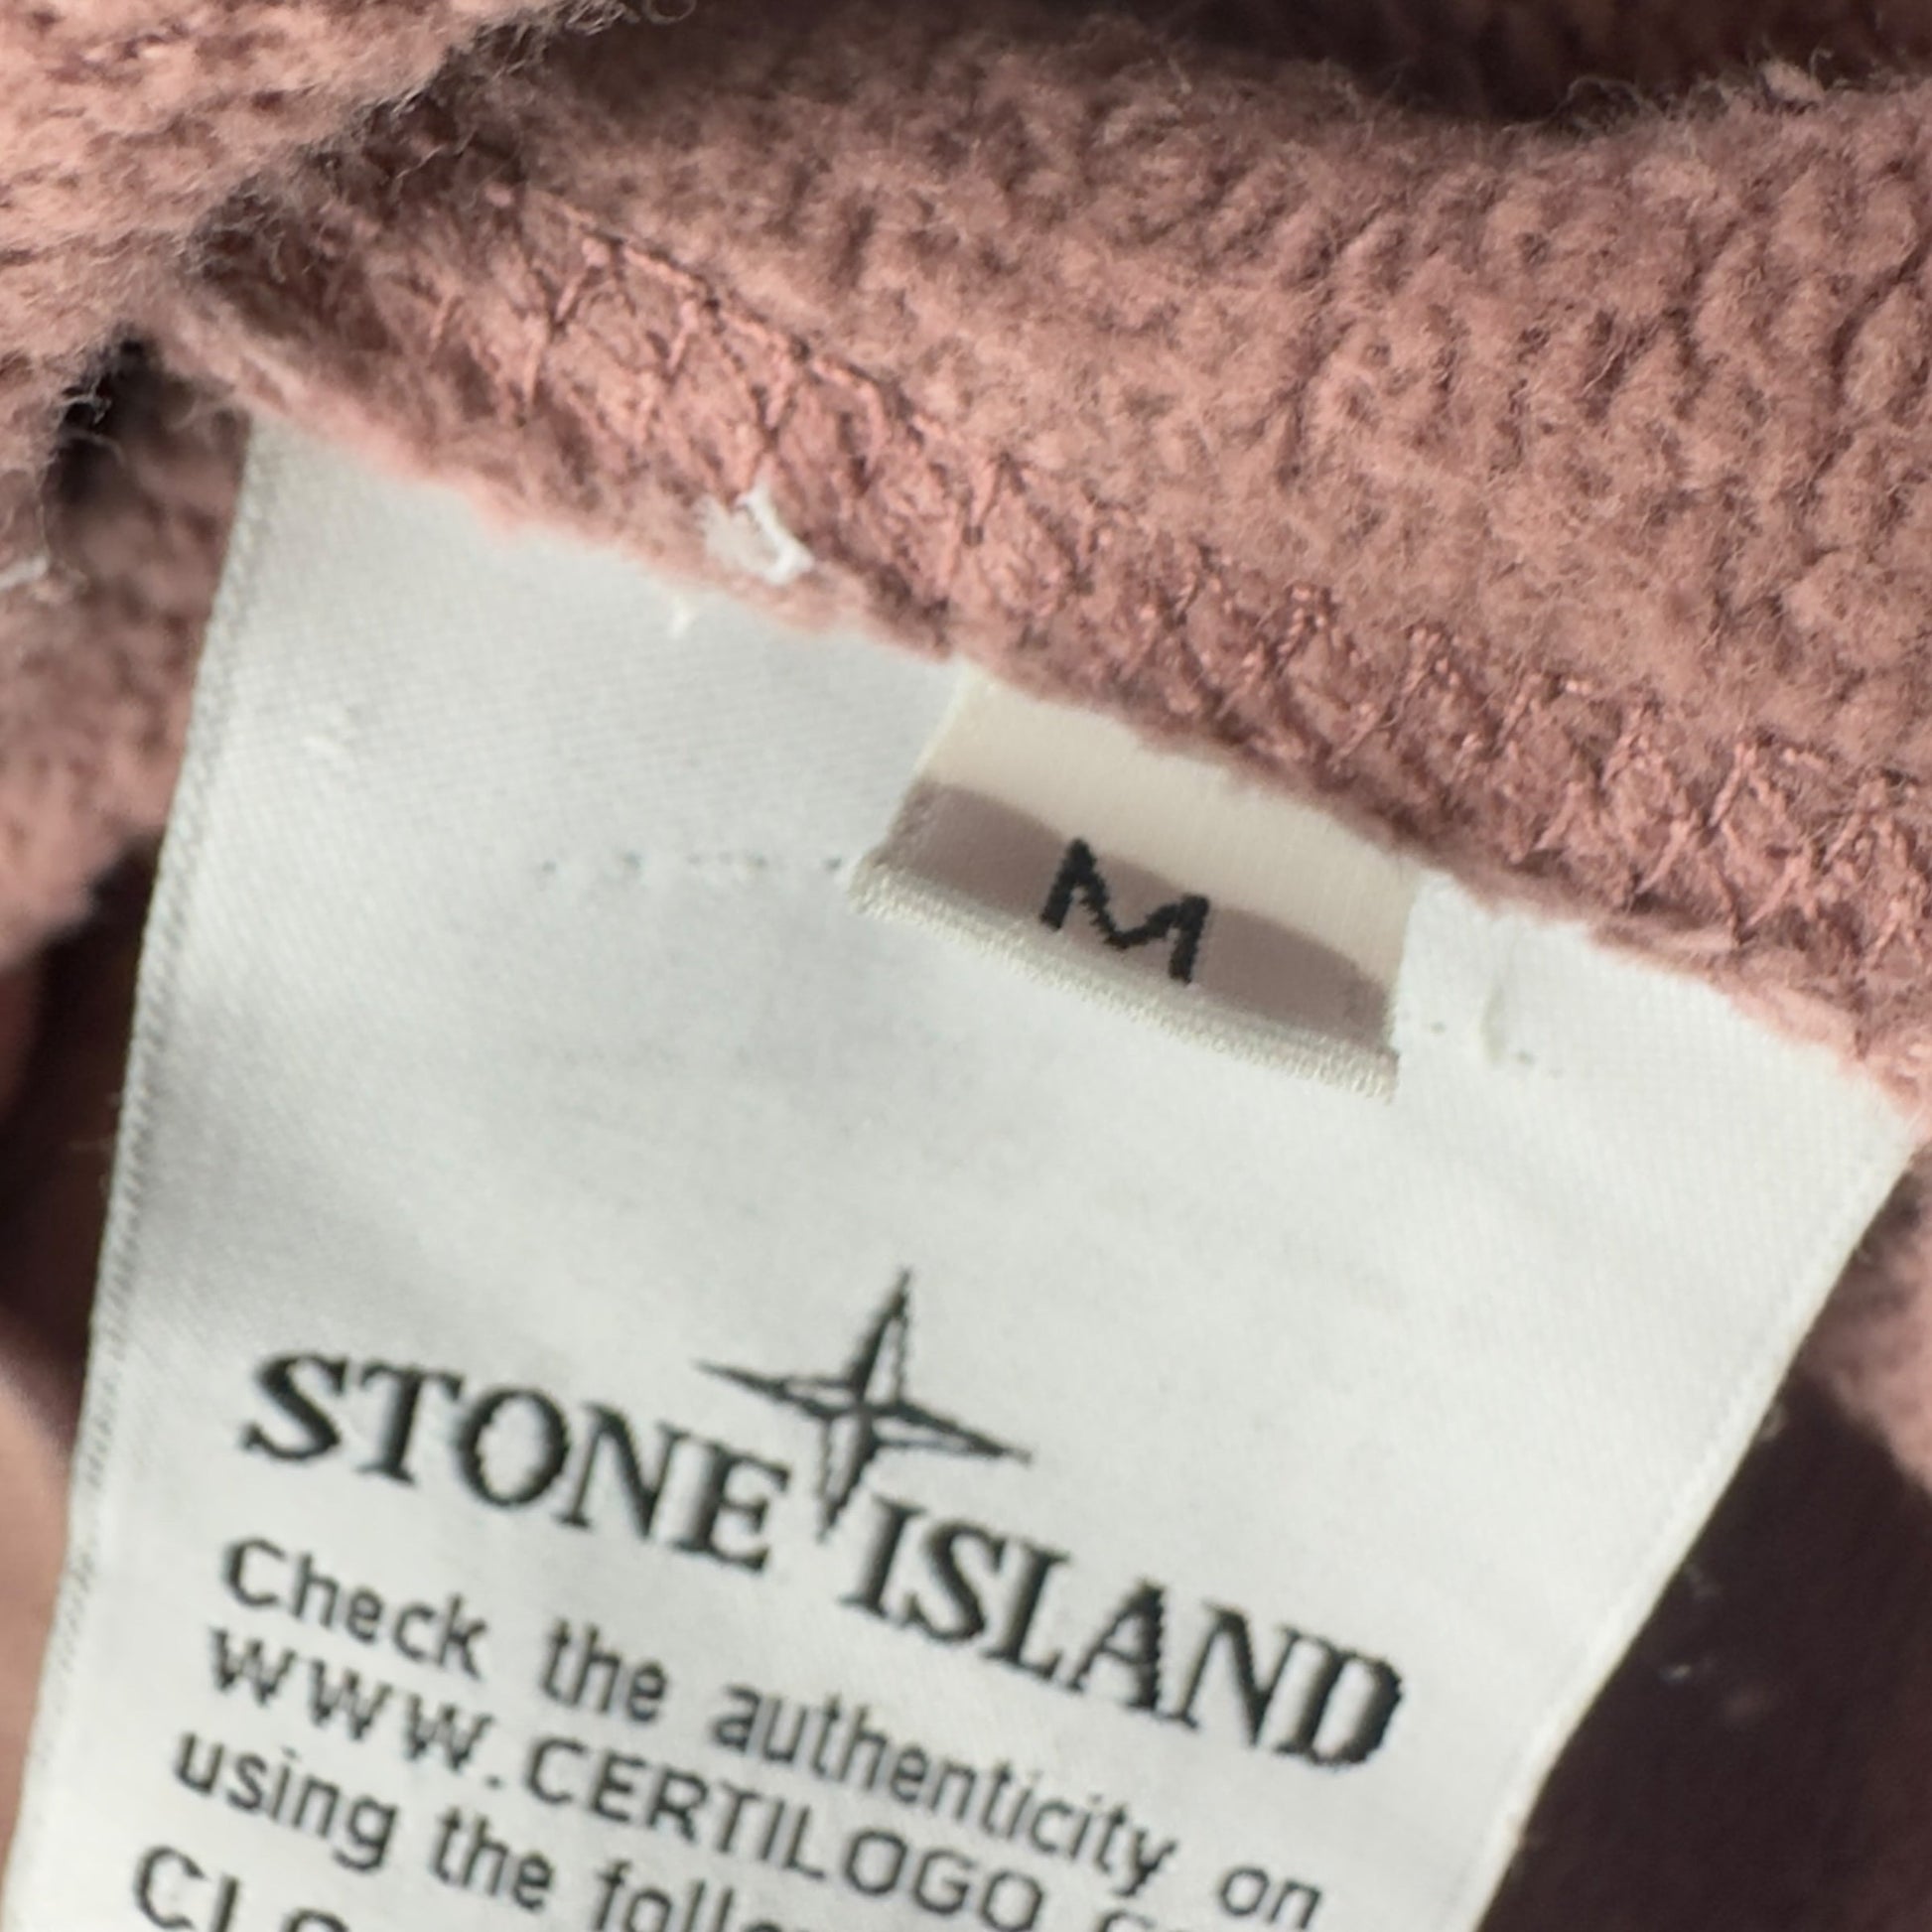 M
STONE ISLAND
Check the authenticity on
WWW.CERTILOGO
using the